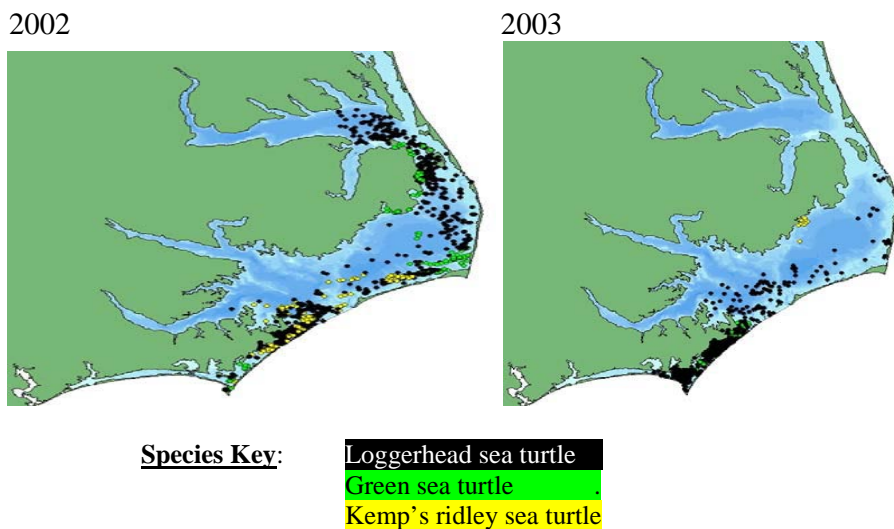 2002 2003
Species Key: Loggerhead sea turtle
Green sea turtle .
Kemp's ridley sea turtle